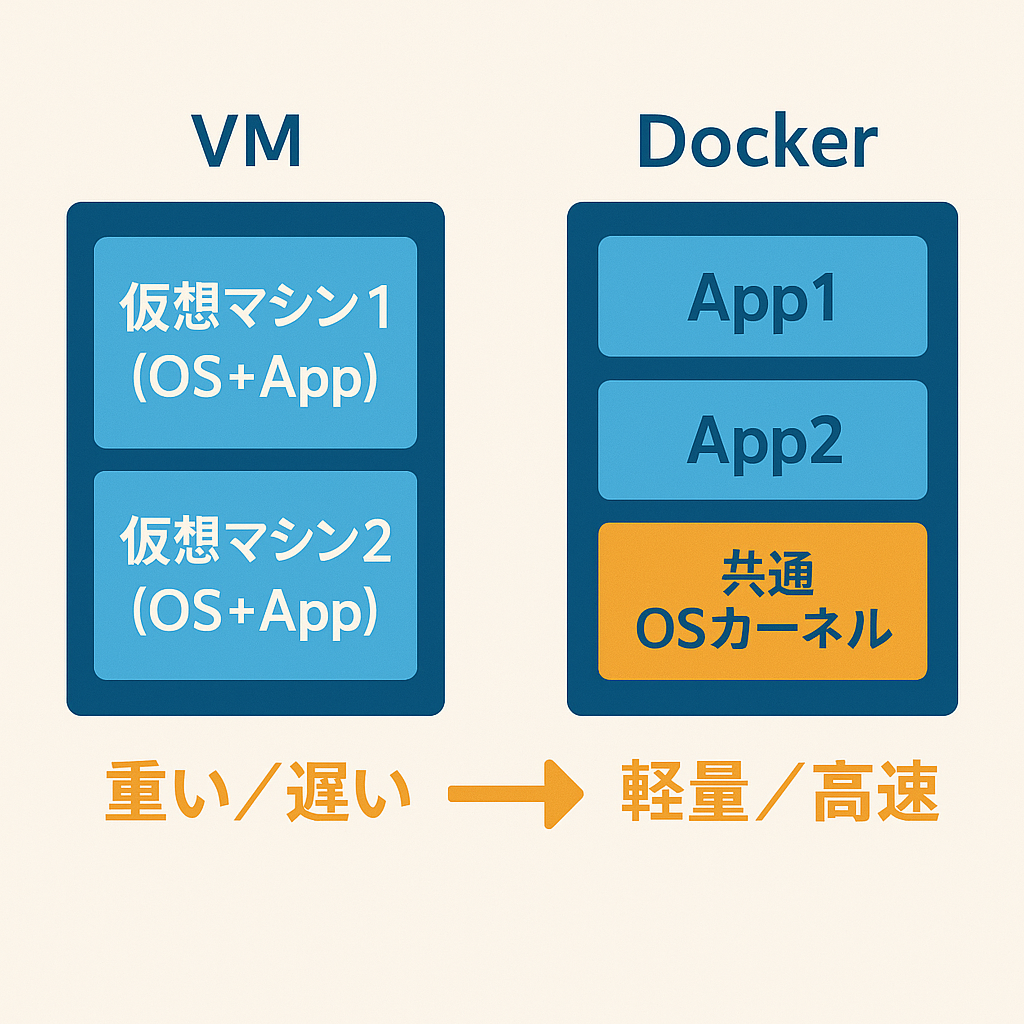 VM
仮想マシン1
(OS+App)
仮想マシン2
(OS+App)
重い／遅い
Docker
App1
App2
共通
OSカーネル
軽量／高速